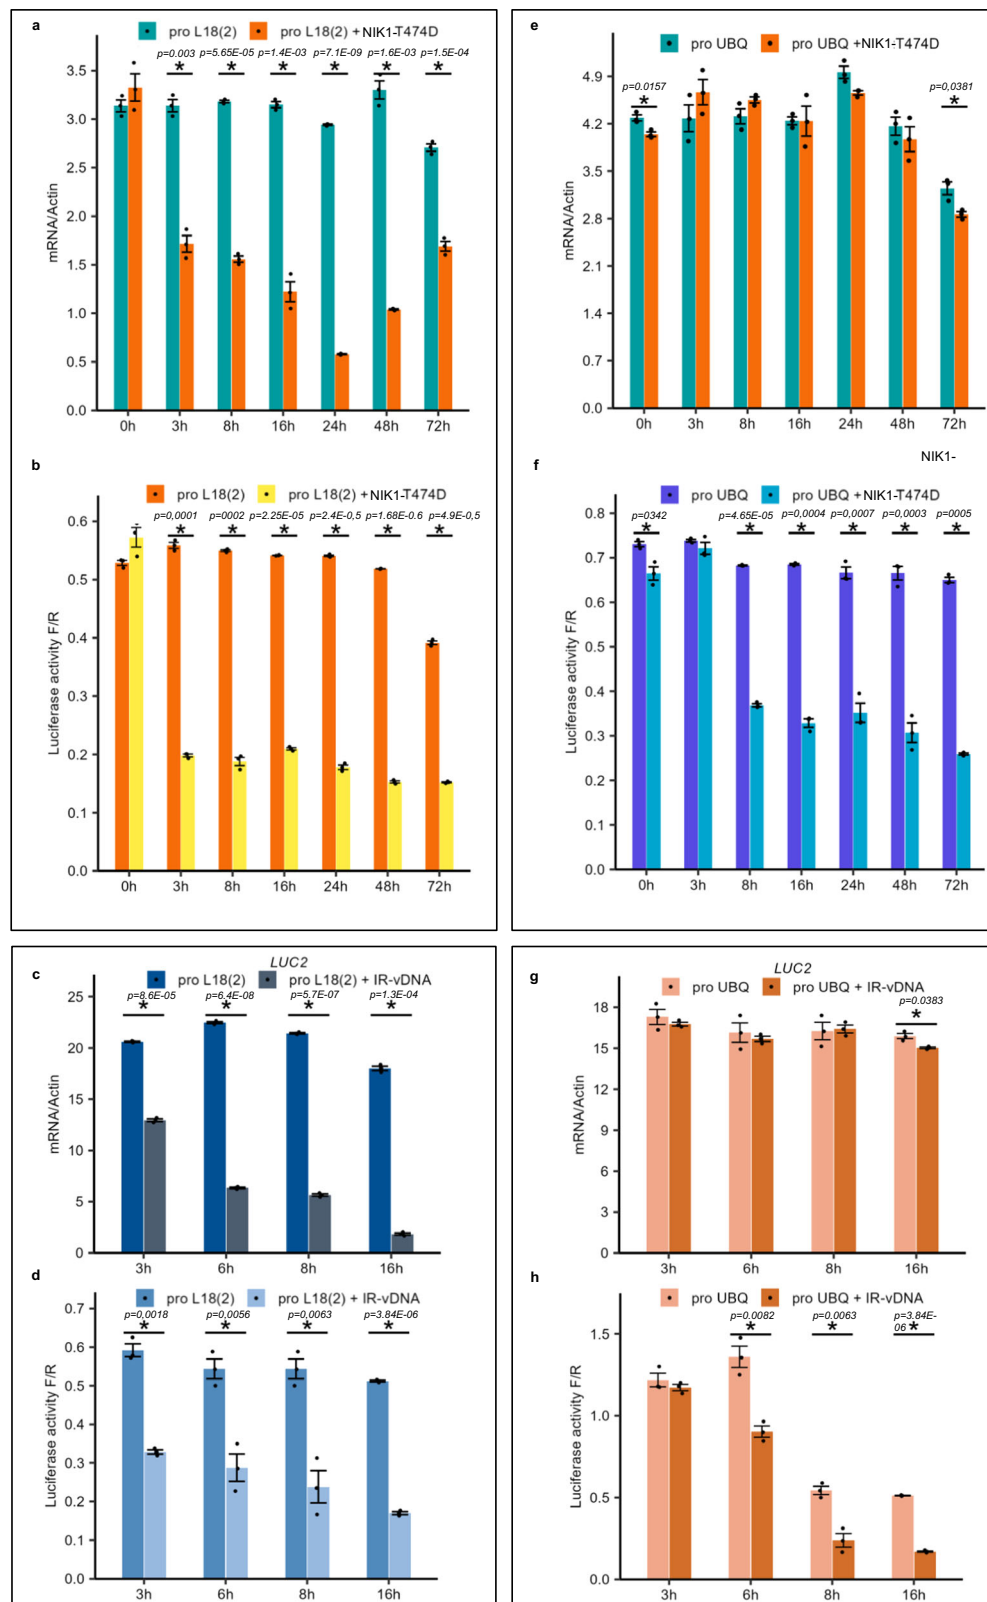 a
pro L18(2) pro L18(2) +NIK1-T474D
p=0.003 p=5.65E-05 p=1.4E-03 p=7.1E-09 p=1.6E-03 p=1.5E-04
* * * * * *
mRNA/Actin
3.5
3.0
2.5
2.0
1.5
1.0
0.5
0.0
0h 3h 8h 16h 24h 48h 72h
b
pro L18(2) pro L18(2) +NIK1-T474D
p=0,0001 p=0002 p=2.25E-05 p=2.4E-0,5 p=1.68E-0.6 p=4.9E-0,5
* * * * * *
Luciferase activity F/R
0.6
0.5
0.4
0.3
0.2
0.1
0.0
0h 3h 8h 16h 24h 48h 72h
e
pro UBQ pro UBQ +NIK1-T474D
p=0.0157 p=0,0381
* *
mRNA/Actin
4.9
4.2
3.5
2.8
2.1
1.4
0.7
0.0
0h 3h 8h 16h 24h 48h 72h
NIK1-
f
pro UBQ pro UBQ +NIK1-T474D
p=0342 p=4.65E-05 p=0,0004 p=0,0007 p=0,0003 p=0005
* * * * * *
Luciferase activity F/R
0.8
0.7
0.6
0.5
0.4
0.3
0.2
0.1
0.0
0h 3h 8h 16h 24h 48h 72h
c
LUC2
pro L18(2) pro L18(2) + IR-vDNA
p=8.6E-05 p=6.4E-08 p=5.7E-07 p=1.3E-04
* * * *
mRNA/Actin
25
20
15
10
5
0
3h 6h 8h 16h
d
pro L18(2) pro L18(2) + IR-vDNA
p=0,0018 p=0,0056 p=0,0063 p=3.84E-06
* * * *
Luciferase activity F/R
0.7
0.6
0.5
0.4
0.3
0.2
0.1
0.0
3h 6h 8h 16h
g
LUC2
pro UBQ pro UBQ + IR-vDNA
p=0.0383
*
mRNA/Actin
18
15
12
9
6
3
0
3h 6h 8h 16h
h
pro UBQ pro UBQ + IR-vDNA
p=0.0082 p=0.0063 p=3.84E-
06
* * *
Luciferase activity F/R
1.5
1.0
0.5
0.0
3h 6h 8h 16h